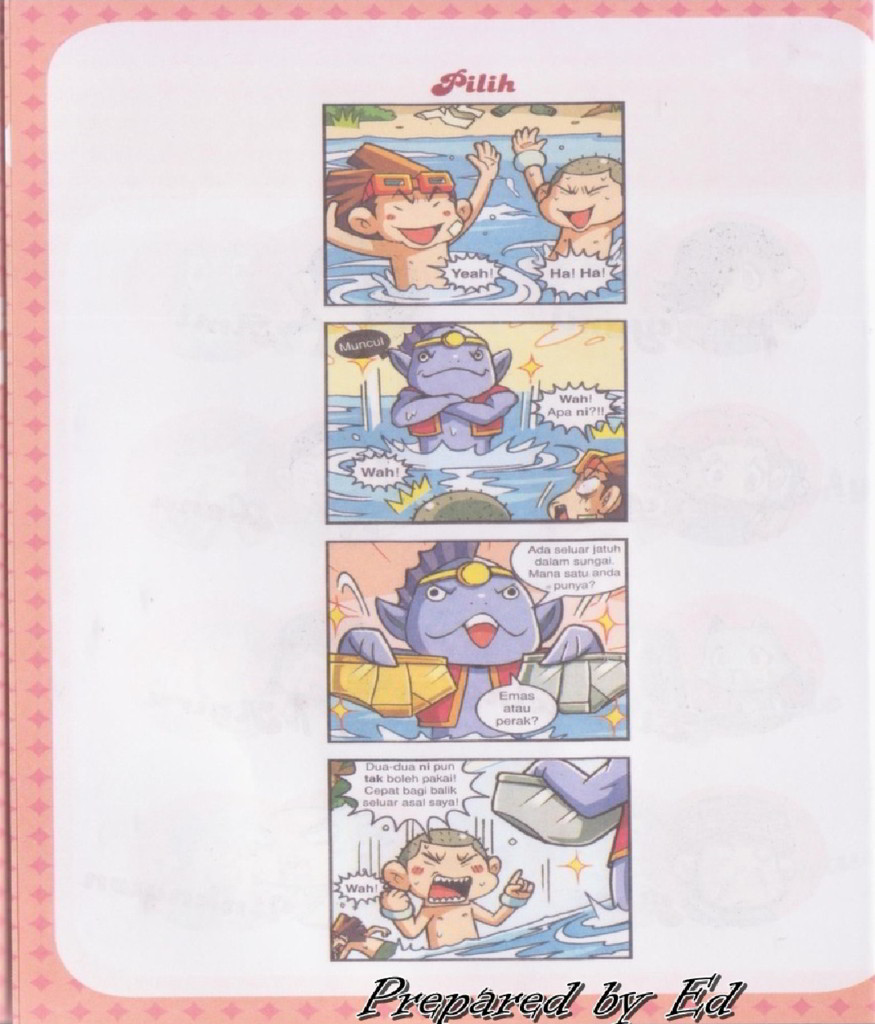 Pilih
Yeah!
Ha! Ha!
Muncul
Wah!
Apa ni?!!
Wah!
Ada seluar jatuh
dalam sungai.
Mana satu anda
punya?
Emas
atau
perak?
Dua-dua ni pun
tak boleh pakai!
Cepat bagi balik
seluar asal saya!
Wah!
Prepared by Ed